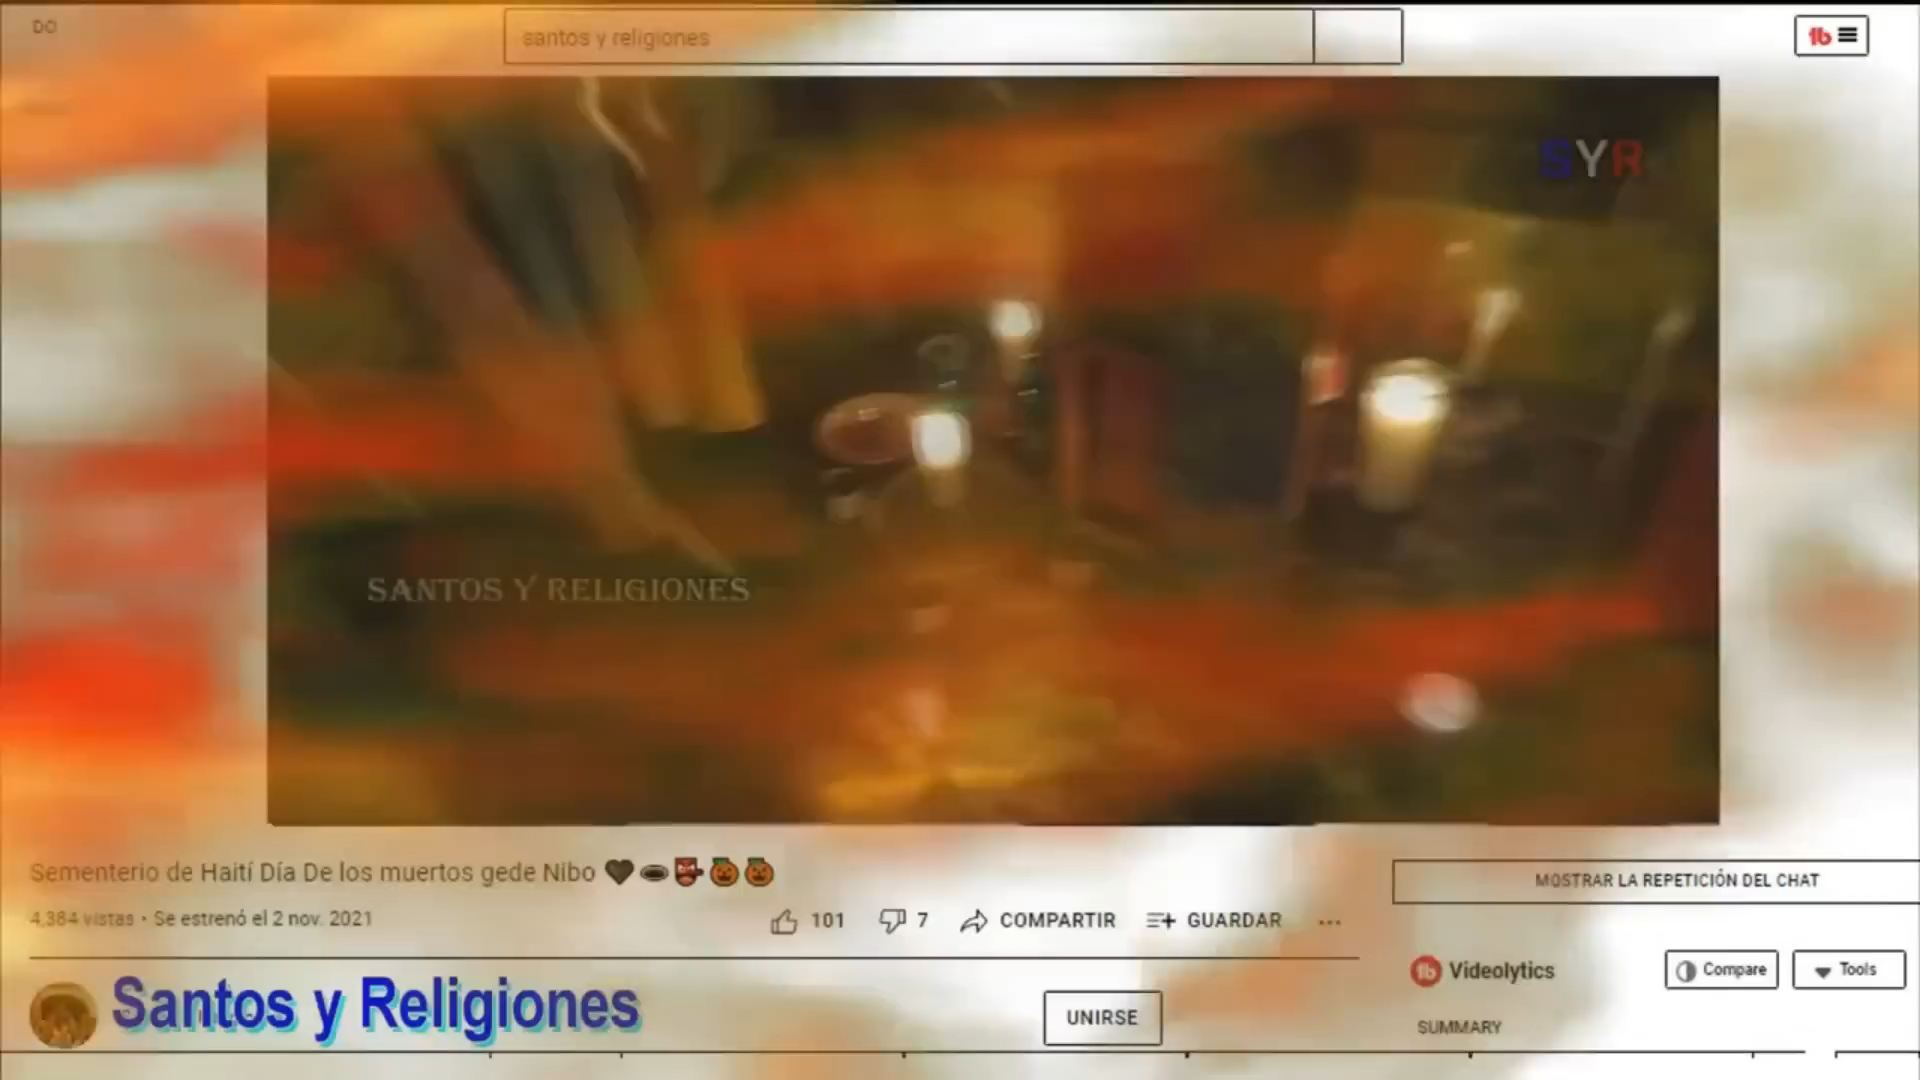 DO
santos y religiones
SYR
SANTOS Y RELIGIONES
Sementerio de Haití Día De los muertos gede Nibo
4,384 vistas • Se estrenó el 2 nov. 2021
101
7
COMPARTIR
GUARDAR
...
MOSTRAR LA REPETICIÓN DEL CHAT
Videolytics
Compare
Tools
Santos y Religiones
UNIRSE
SUMMARY